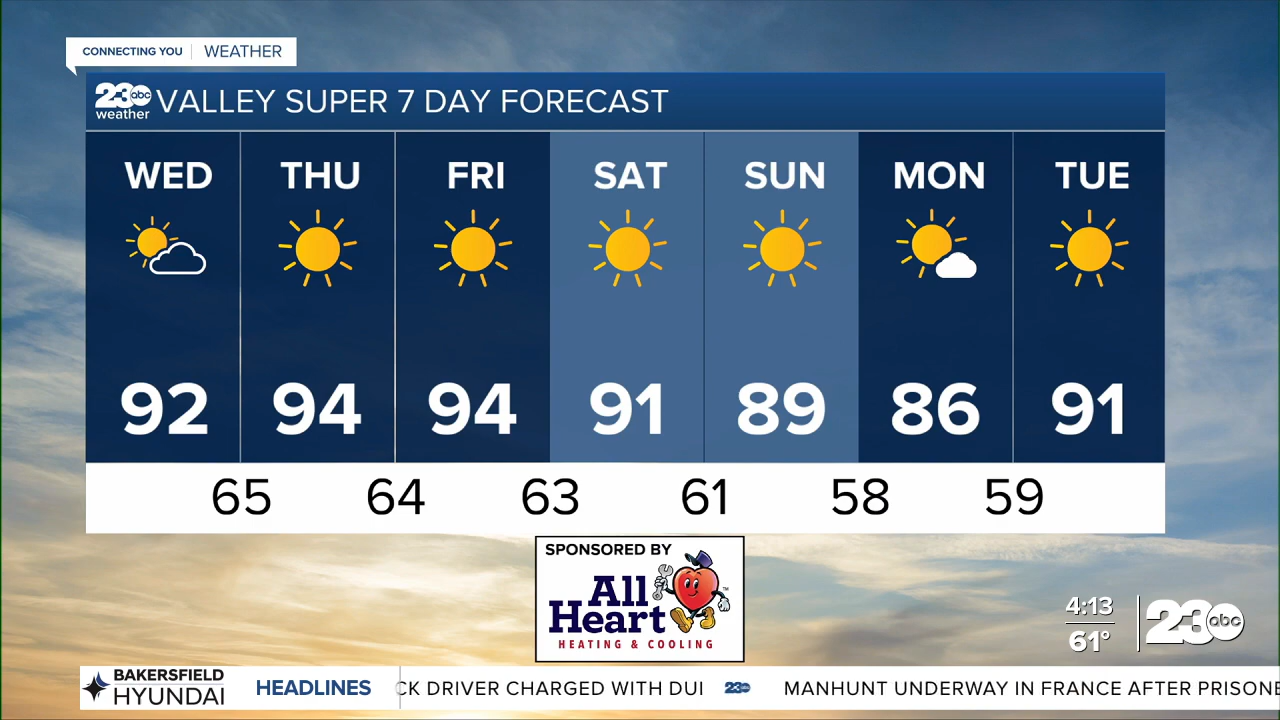 CONNECTING YOU | WEATHER
23 abc
weather
VALLEY SUPER 7 DAY FORECAST
WED THU FRI SAT SUN MON TUE
92 94 94 91 89 86 91
65 64 63 61 58 59
SPONSORED BY
All
Heart
TM
HEATING & COOLING
4:13
61°
23 abc
BAKERSFIELD
HYUNDAI
HEADLINES
CK DRIVER CHARGED WITH DUI 23 abc MANHUNT UNDERWAY IN FRANCE AFTER PRISONE